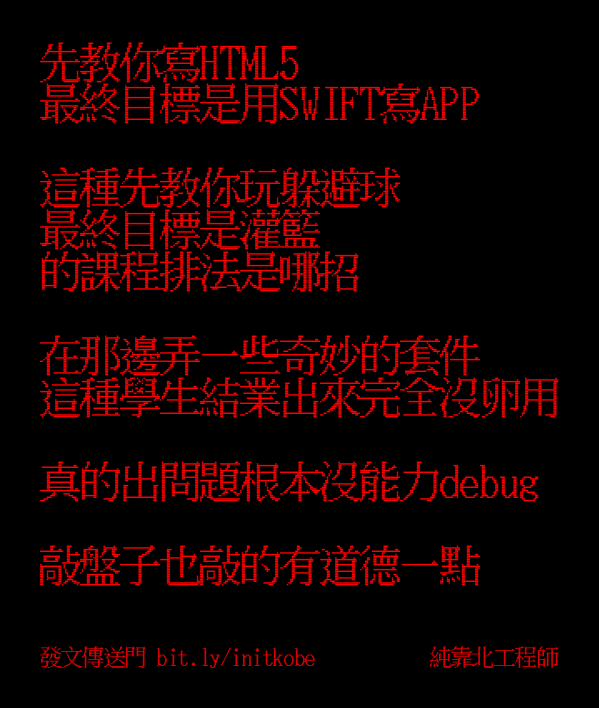 先教你寫HTML5
最終目標是用SWIFT寫APP
這種先教你玩躲避球
最終目標是灌籃
的課程排法是哪招
在那邊弄一些奇妙的套件
這種學生結業出來完全沒卵用
真的出問題根本沒能力debug
敲盤子也敲的有道德一點
發文傳送門 bit.ly/initkobe
純靠北工程師